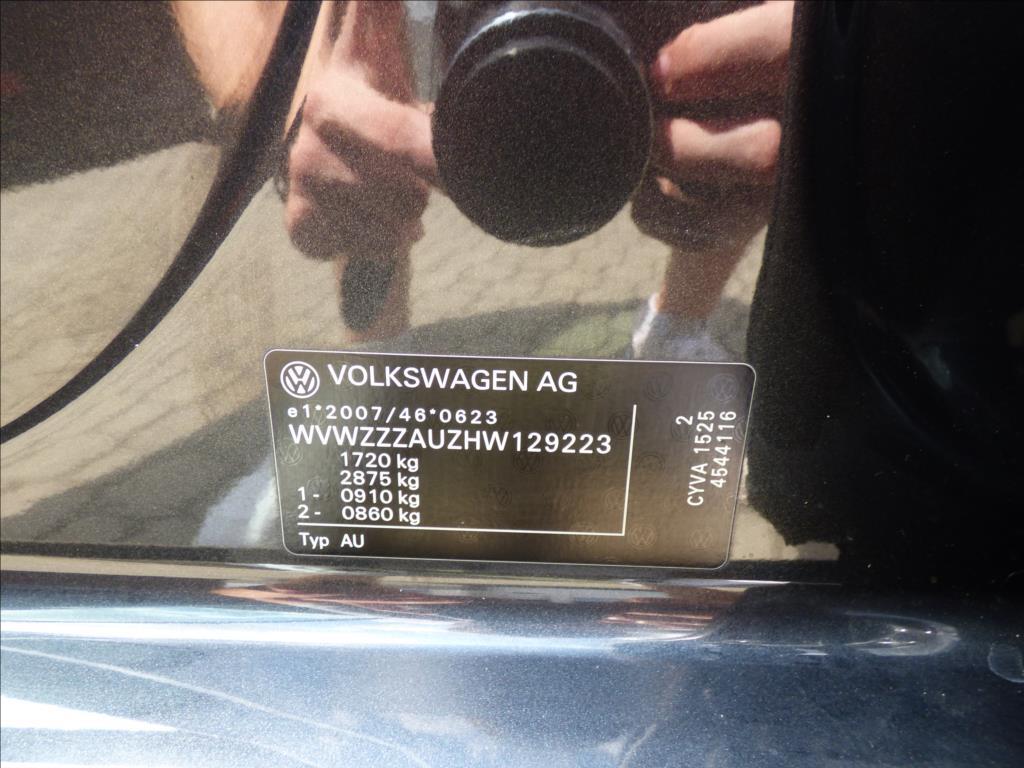 VOLKSWAGEN AG
e1*2007/46*0623
WVWZZZAUZHW129223
1720 kg
2875 kg
1- 0910 kg
2- 0860 kg
Typ AU
2
CYVA 1525
4544116